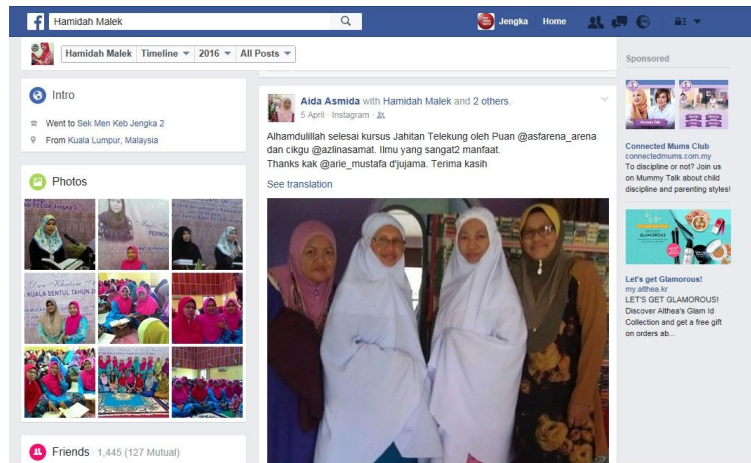 Hamidah Malek
Jengka Home
Hamidah Malek Timeline 2016 All Posts
Intro
Went to Sek Men Keb Jengka 2
From Kuala Lumpur, Malaysia
Photos
KUALA SENTUL TAHUN 20
Friends · 1,445 (127 Mutual)
Aida Asmida with Hamidah Malek and 2 others.
5 April · Instagram ·
Alhamdulillah selesai kursus Jahitan Telekung oleh Puan @asfarena_arena
dan cikgu @azlinasamat. Ilmu yang sangat2 manfaat.
Thanks kak @arie_mustafa d'jujama. Terima kasih
See translation
Sponsored
Connected Mums Club
connectedmums.com.my
To discipline or not? Join us
on Mummy Talk about child
discipline and parenting styles!
GLAMOROUS
Let's get Glamorous!
my.althea.kr
LET'S GET GLAMOROUS!
Discover Althea's Glam Id
Collection and get a free gift
on orders ab...